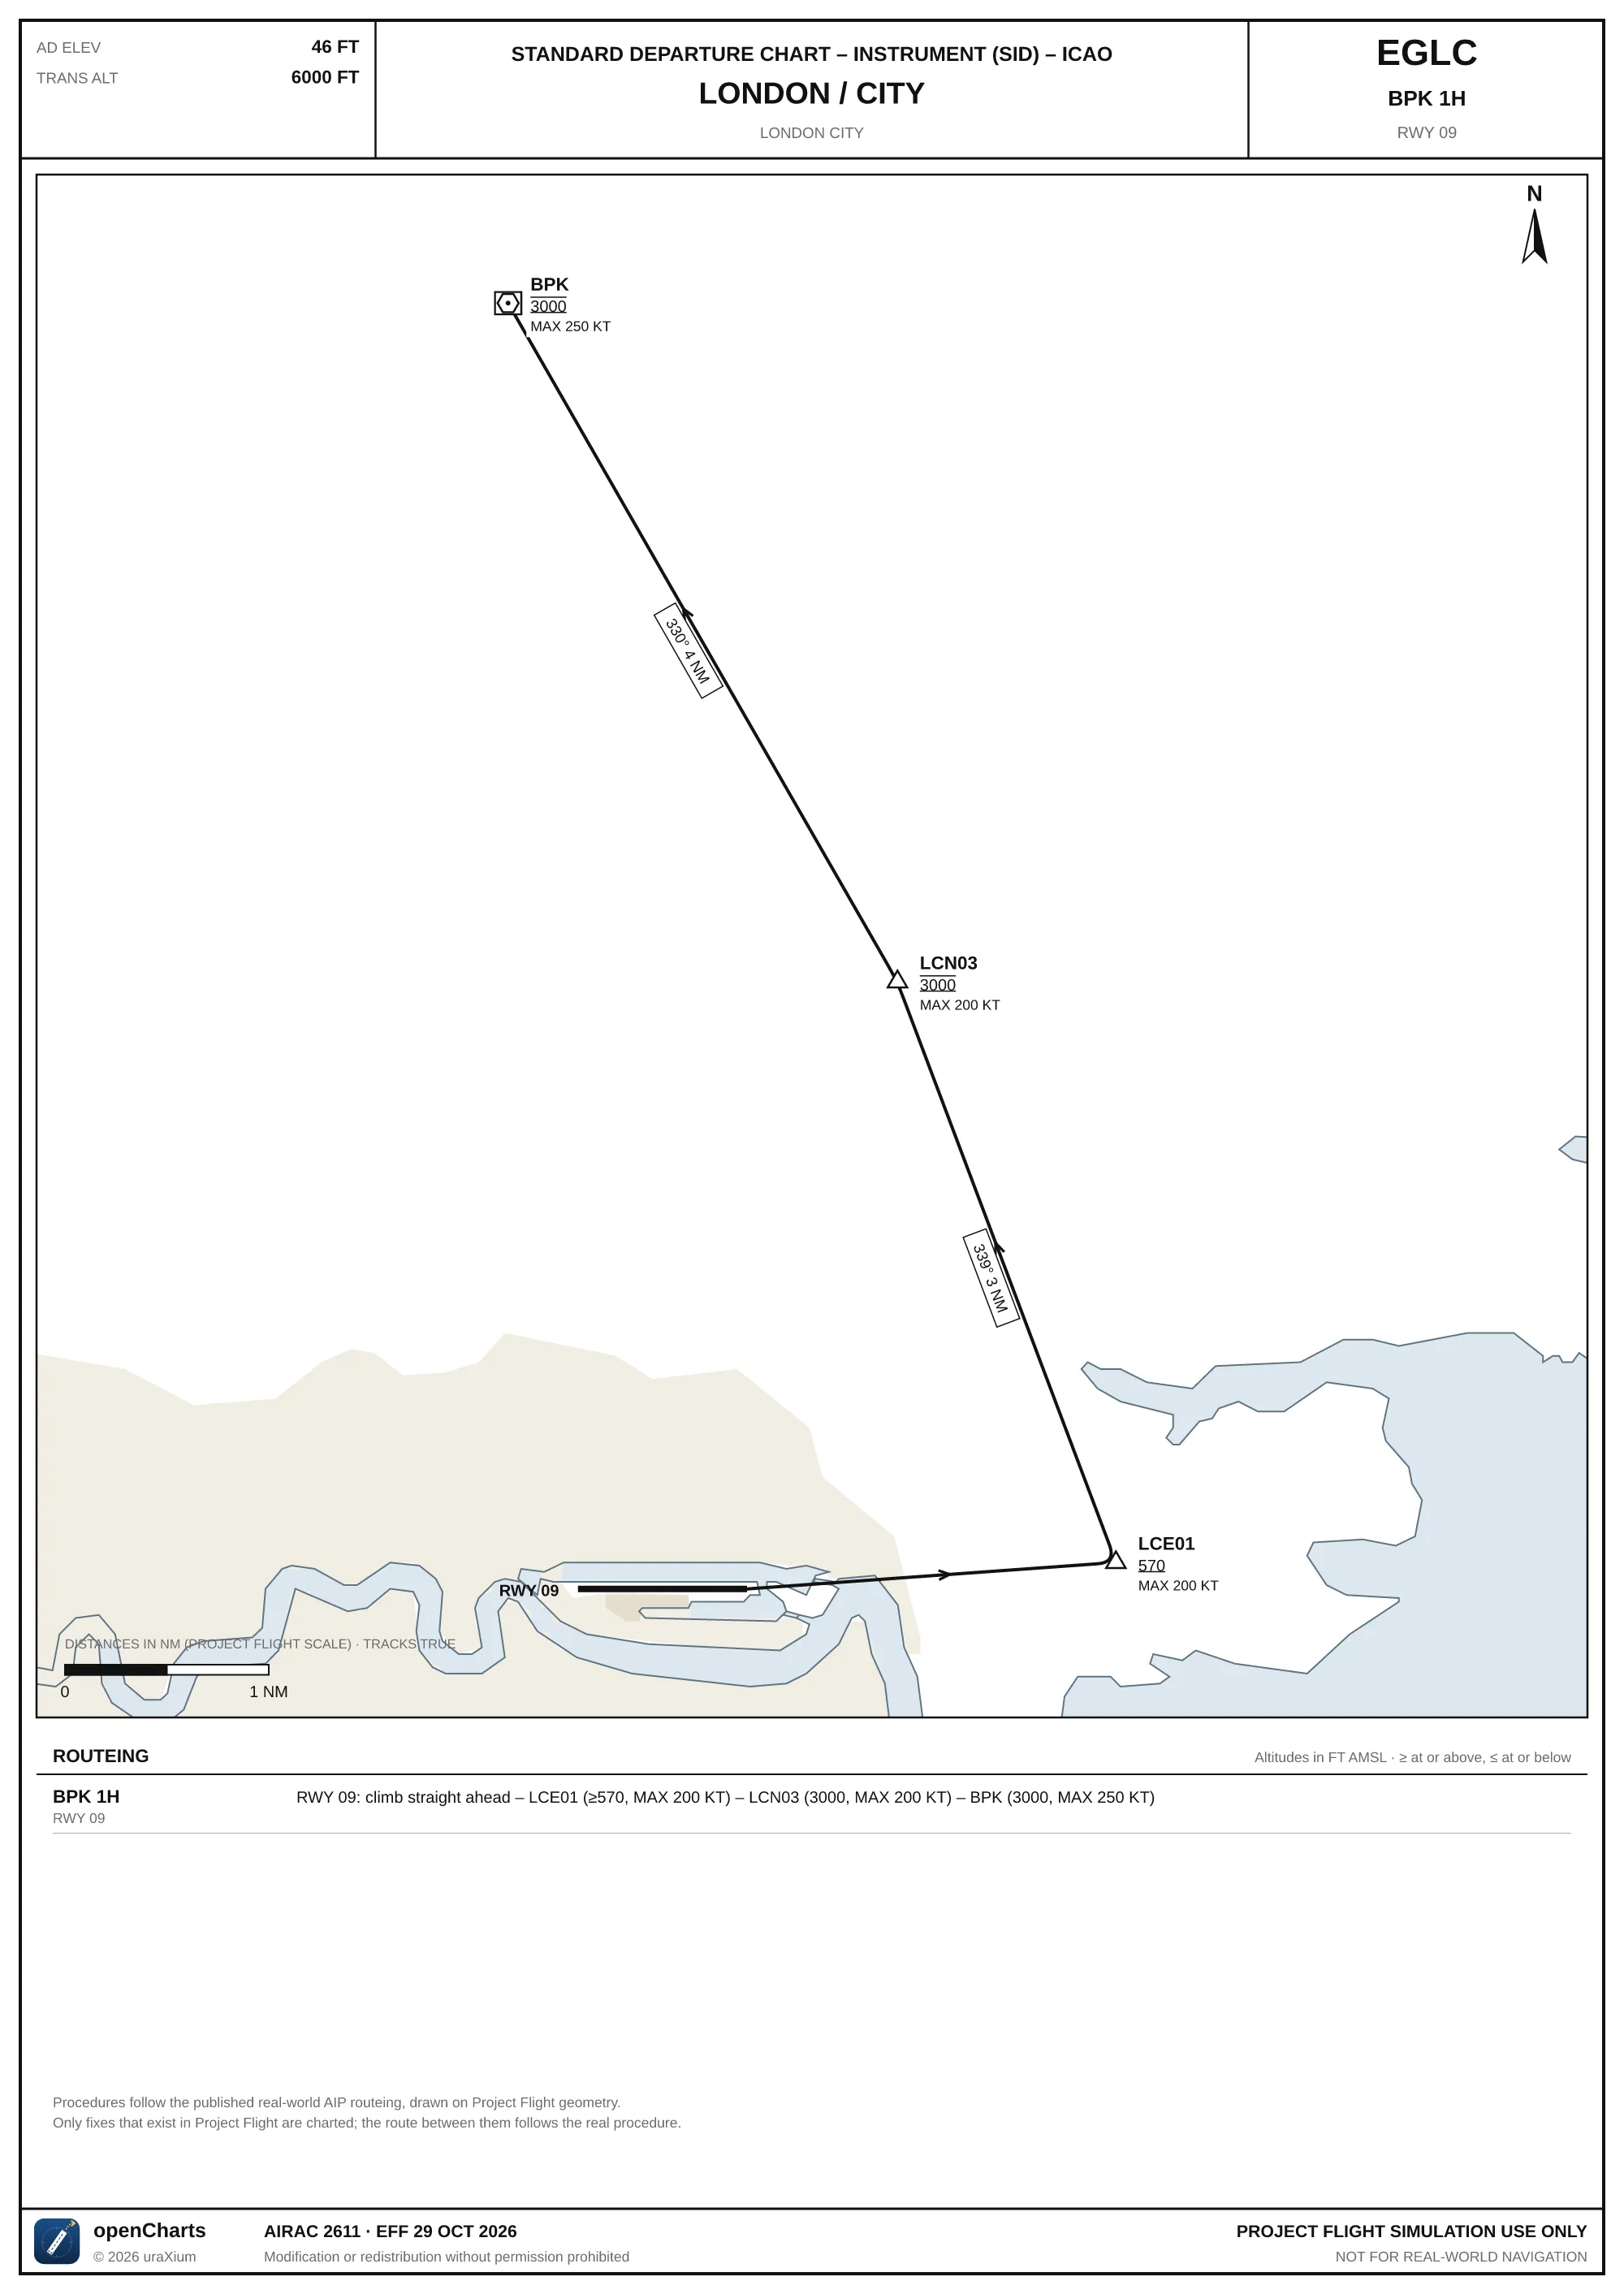 AD ELEV 46 FT
TRANS ALT 6000 FT
STANDARD DEPARTURE CHART – INSTRUMENT (SID) – ICAO
LONDON / CITY
LONDON CITY
EGLC
BPK 1H
RWY 09
N
BPK
3000
MAX 250 KT
330° 4 NM
LCN03
3000
MAX 200 KT
339° 3 NM
LCE01
570
MAX 200 KT
RWY 09
DISTANCES IN NM (PROJECT FLIGHT SCALE) · TRACKS TRUE
0 1 NM
ROUTEING
Altitudes in FT AMSL · ≥ at or above, ≤ at or below
BPK 1H
RWY 09: climb straight ahead – LCE01 (≥570, MAX 200 KT) – LCN03 (3000, MAX 200 KT) – BPK (3000, MAX 250 KT)
RWY 09
Procedures follow the published real-world AIP routeing, drawn on Project Flight geometry.
Only fixes that exist in Project Flight are charted; the route between them follows the real procedure.
openCharts
© 2026 uraXium
AIRAC 2611 · EFF 29 OCT 2026
Modification or redistribution without permission prohibited
PROJECT FLIGHT SIMULATION USE ONLY
NOT FOR REAL-WORLD NAVIGATION